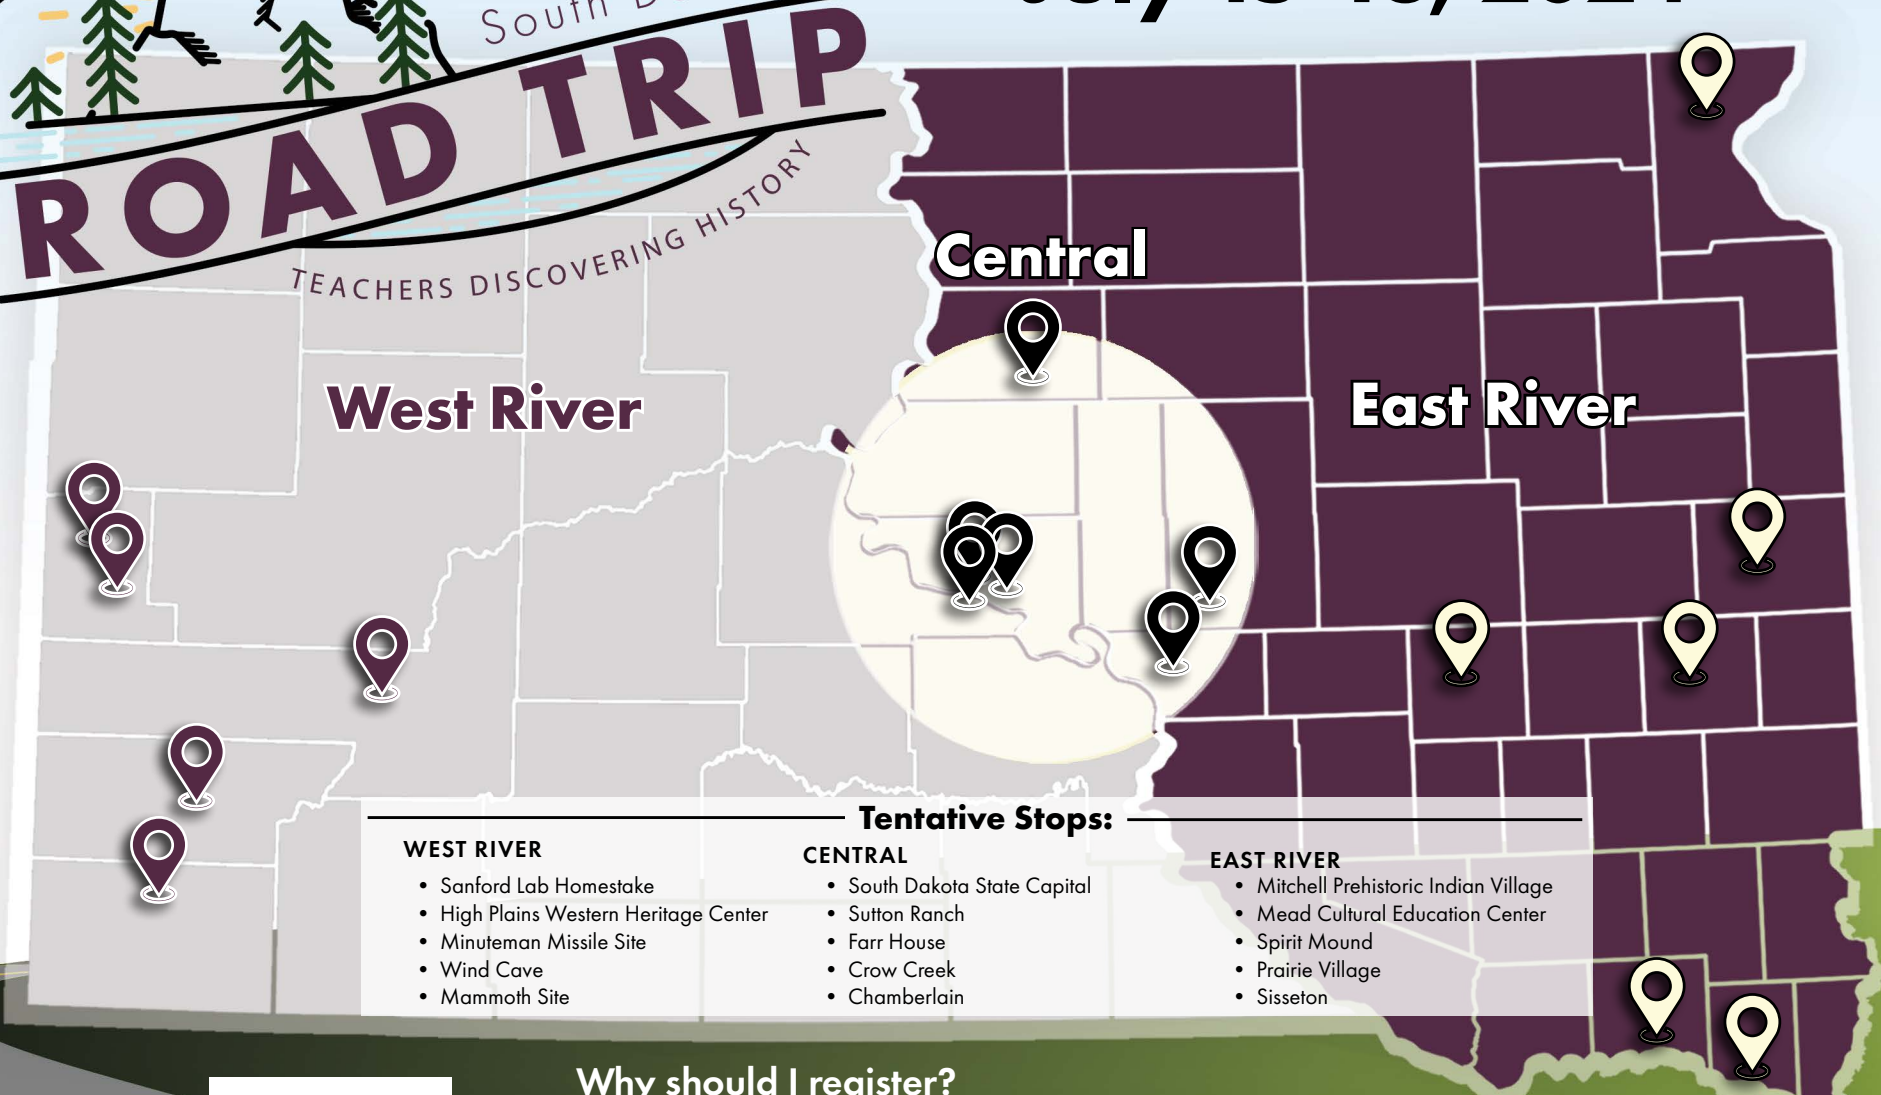 South
ROAD TRIP
TEACHERS DISCOVERING HISTORY
Central
West River
East River
Tentative Stops:
WEST RIVER
• Sanford Lab Homestake
• High Plains Western Heritage Center
• Minuteman Missile Site
• Wind Cave
• Mammoth Site
CENTRAL
• South Dakota State Capital
• Sutton Ranch
• Farr House
• Crow Creek
• Chamberlain
EAST RIVER
• Mitchell Prehistoric Indian Village
• Mead Cultural Education Center
• Spirit Mound
• Prairie Village
• Sisseton
Why should I register?